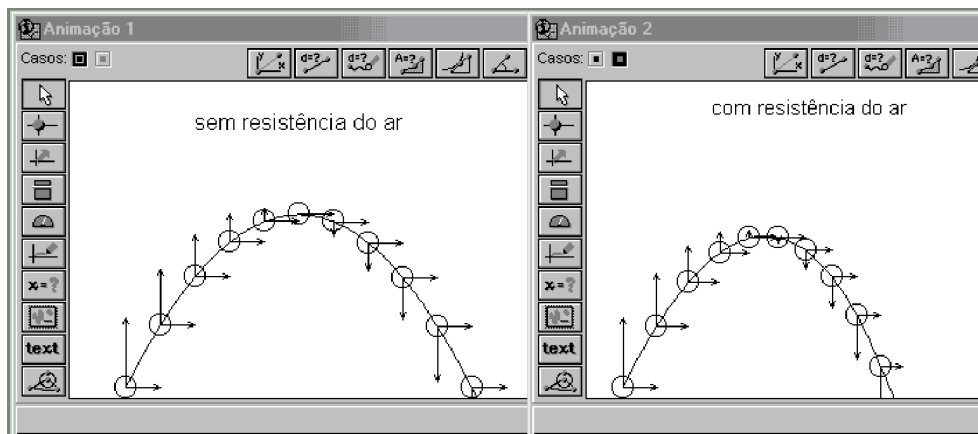 Animação 1
Casos:
y x
d=?
d=?
A=?
sem resistência do ar
x=?
text
Animação 2
Casos:
y x
d=?
d=?
A=?
com resistência do ar
x=?
text